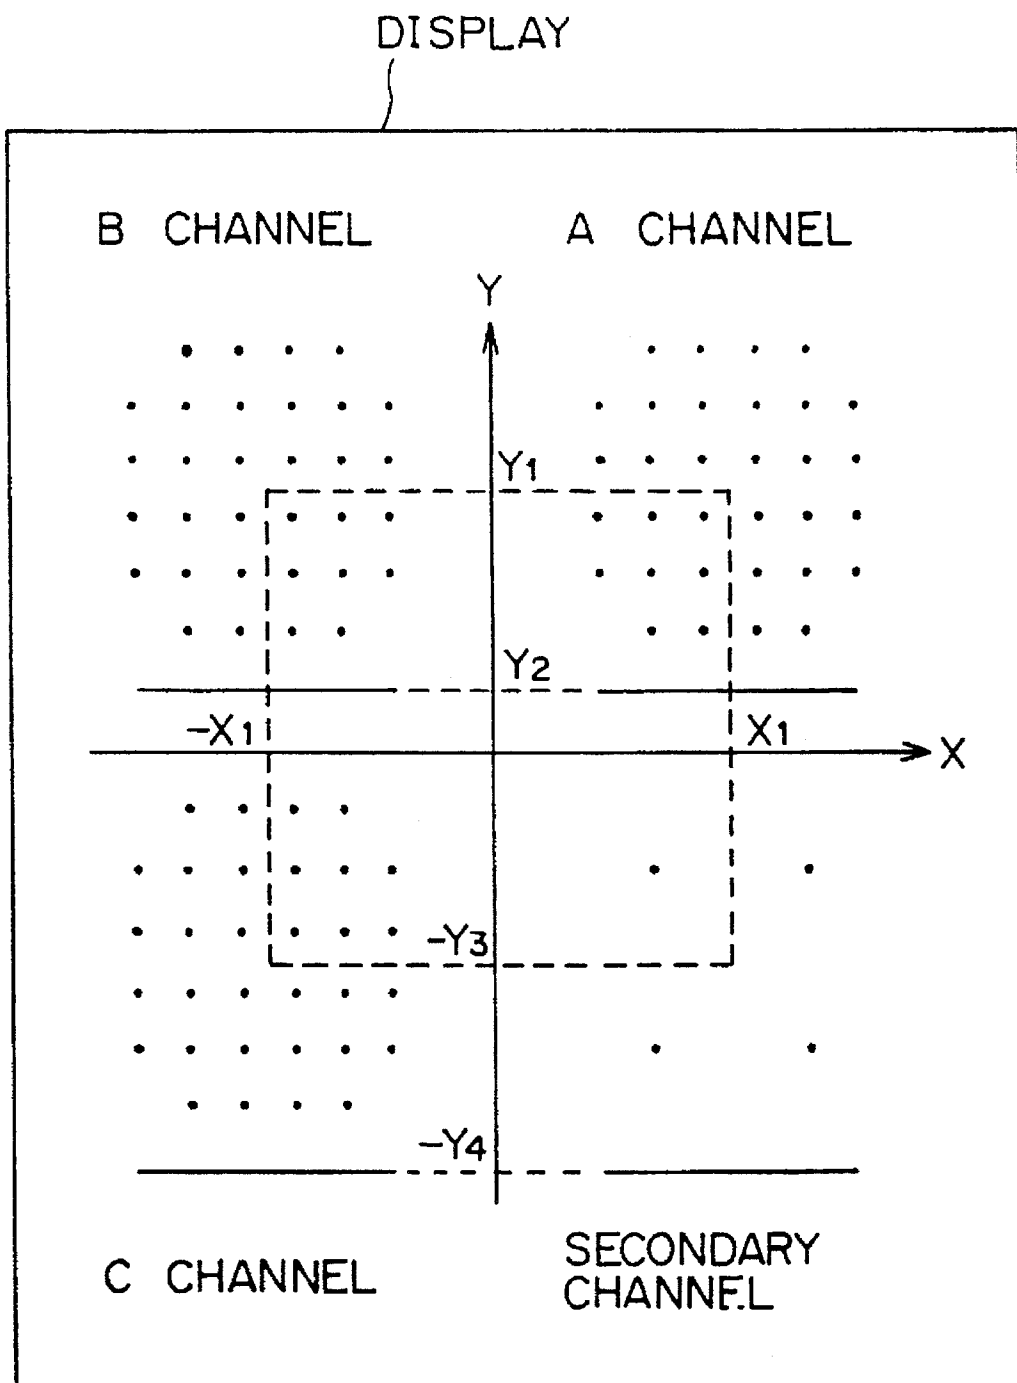 DISPLAY
B CHANNEL
A CHANNEL
Y
Y1
Y2
-X1
X1
X
-Y3
-Y4
C CHANNEL
SECONDARY
CHANNEL